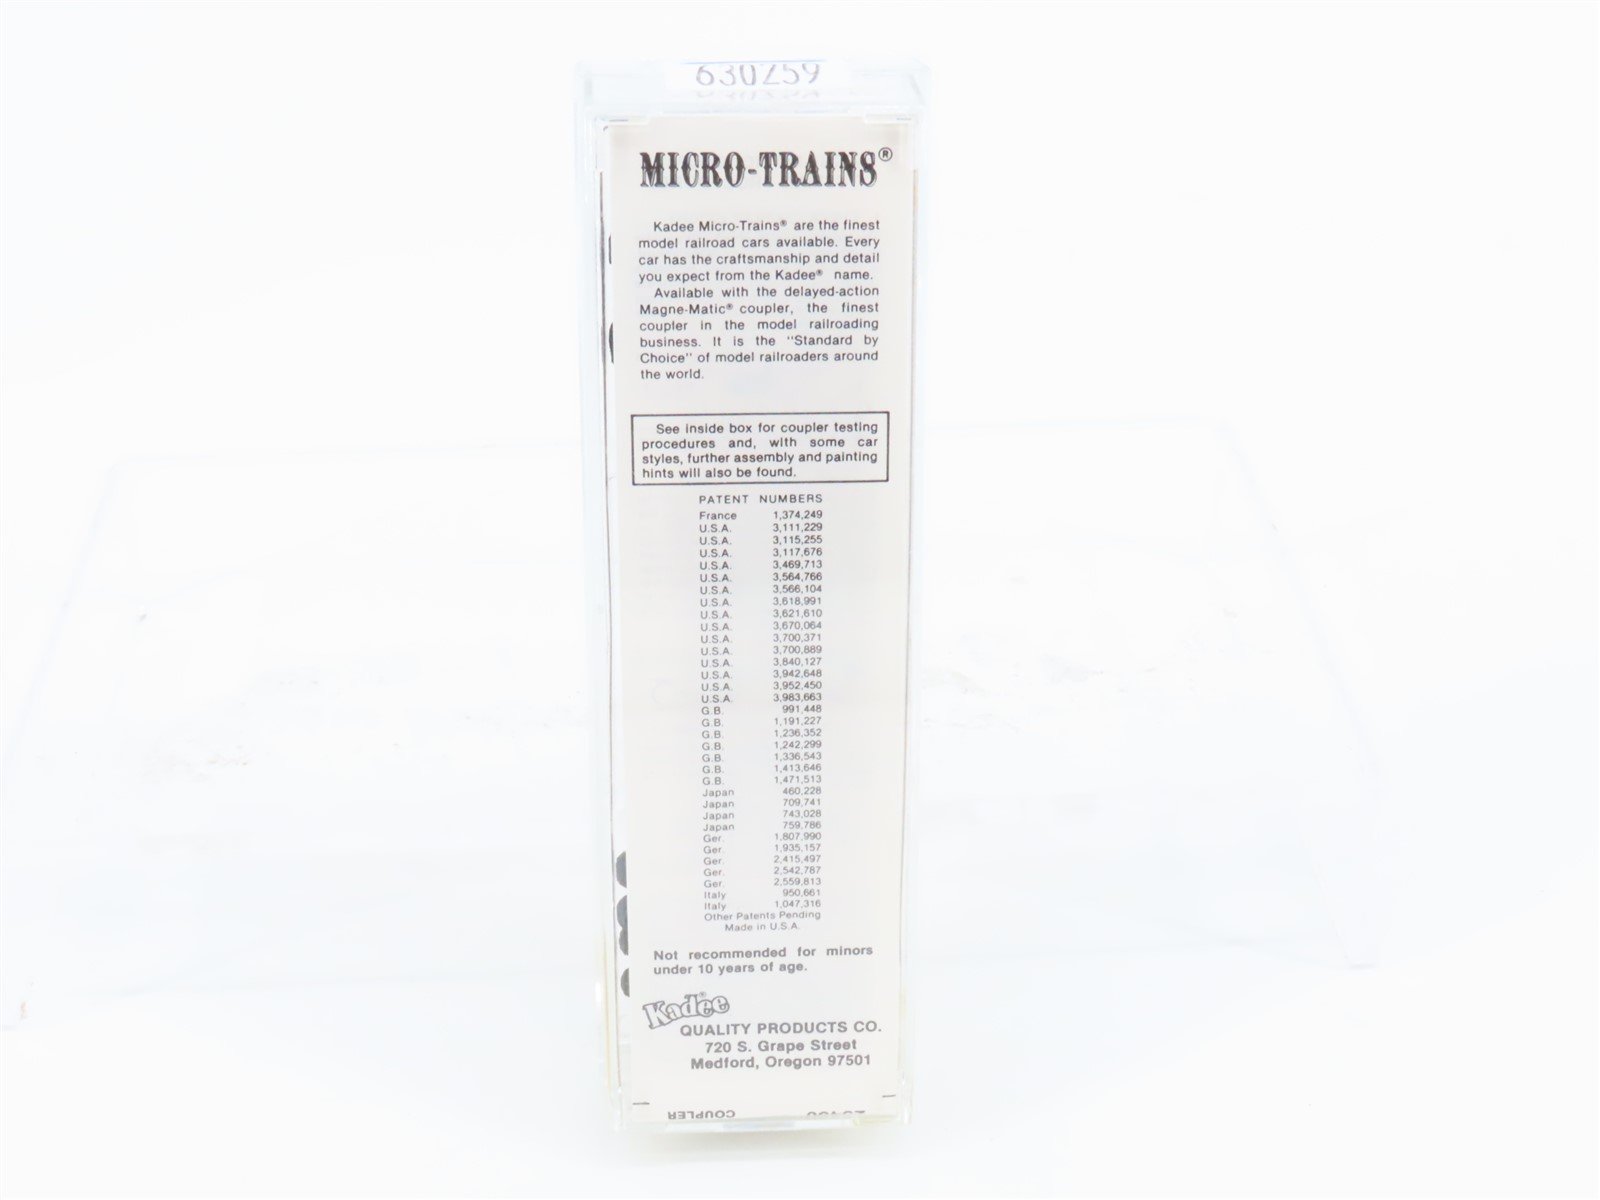 630259
MICRO-TRAINS®
Kadee Micro-Trains® are the finest
model railroad cars available. Every
car has the craftsmanship and detail
you expect from the Kadee® name.
Available with the delayed-action
Magne-Matic® coupler, the finest
coupler in the model railroading
business. It is the "Standard by
Choice" of model railroaders around
the world.
See inside box for coupler testing
procedures and, with some car
styles, further assembly and painting
hints will also be found.
PATENT NUMBERS
France 1,374,249
U.S.A. 3,111,229
U.S.A. 3,115,255
U.S.A. 3,117,676
U.S.A. 3,469,713
U.S.A. 3,564,766
U.S.A. 3,566,104
U.S.A. 3,618,991
U.S.A. 3,621,610
U.S.A. 3,670,064
U.S.A. 3,700,371
U.S.A. 3,700,889
U.S.A. 3,840,127
U.S.A. 3,942,648
U.S.A. 3,952,450
U.S.A. 3,983,663
G.B. 991,448
G.B. 1,191,227
G.B. 1,236,352
G.B. 1,242,299
G.B. 1,336,543
G.B. 1,413,646
G.B. 1,471,513
Japan 460,228
Japan 709,741
Japan 743,028
Japan 759,786
Ger. 1,807,990
Ger. 1,935,157
Ger. 2,415,497
Ger. 2,542,787
Ger. 2,559,813
Italy 950,661
Italy 1,047,316
Other Patents Pending
Made in U.S.A.
Not recommended for minors
under 10 years of age.
Kadee®
QUALITY PRODUCTS CO.
720 S. Grape Street
Medford, Oregon 97501
COUPLER